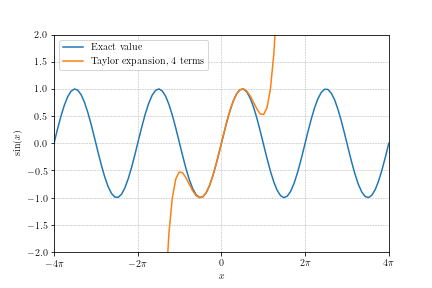 Exact value
Taylor expansion, 4 terms
2.0
1.5
1.0
0.5
0.0
−0.5
−1.0
−1.5
−2.0
sin(x)
−4π
−2π
0
2π
4π
x